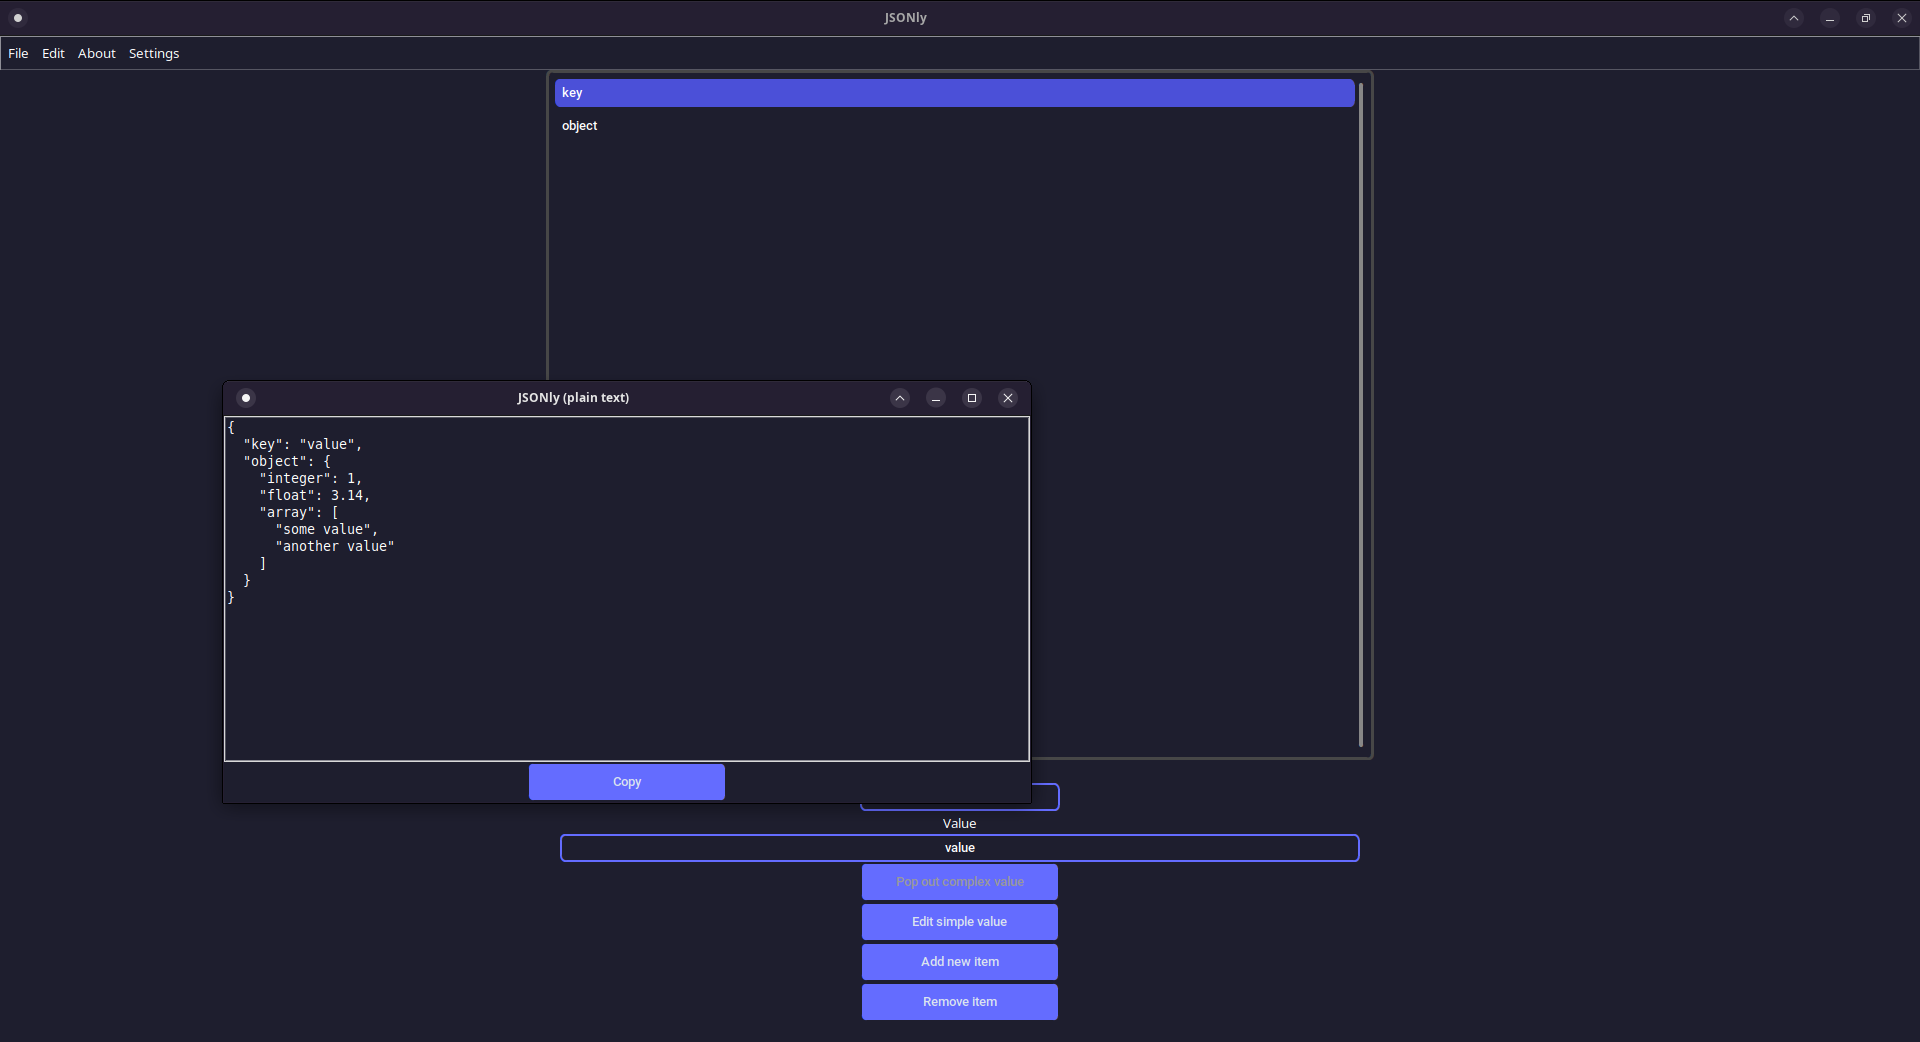 JSONly
File Edit About Settings
key
object
JSONly (plain text)
{
  "key": "value",
  "object": {
    "integer": 1,
    "float": 3.14,
    "array": [
      "some value",
      "another value"
    ]
  }
}
Copy
Value
value
Pop out complex value
Edit simple value
Add new item
Remove item